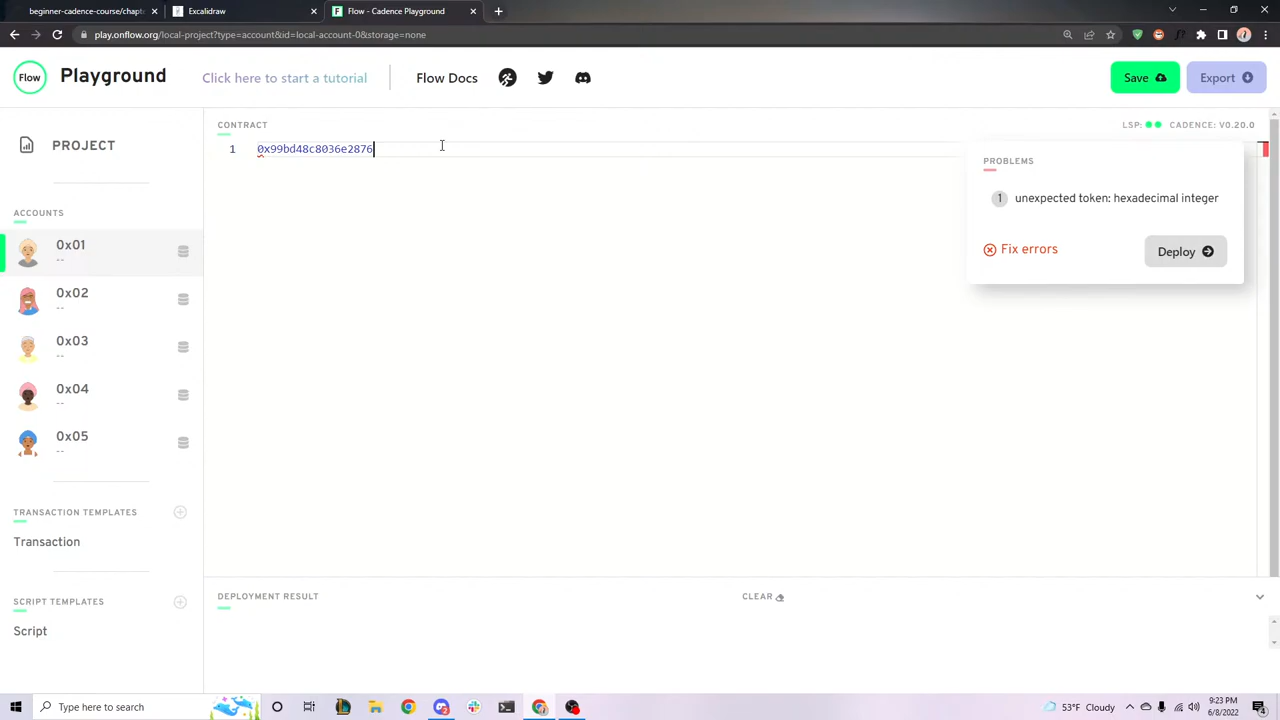 beginner-cadence-course/chapt
Excalidraw
Flow - Cadence Playground
play.onflow.org/local-project?type=account&id=local-account-0&storage=none
Flow
Playground
Click here to start a tutorial
Flow Docs
Save
Export
PROJECT
CONTRACT
LSP:
CADENCE: V0.20.0
1
0x99bd48c8036e2876
PROBLEMS
1 unexpected token: hexadecimal integer
Fix errors
Deploy
ACCOUNTS
0x01
--
0x02
--
0x03
--
0x04
--
0x05
--
TRANSACTION TEMPLATES
Transaction
SCRIPT TEMPLATES
Script
DEPLOYMENT RESULT
CLEAR
Type here to search
53°F Cloudy
9:23 PM
6/8/2022
4